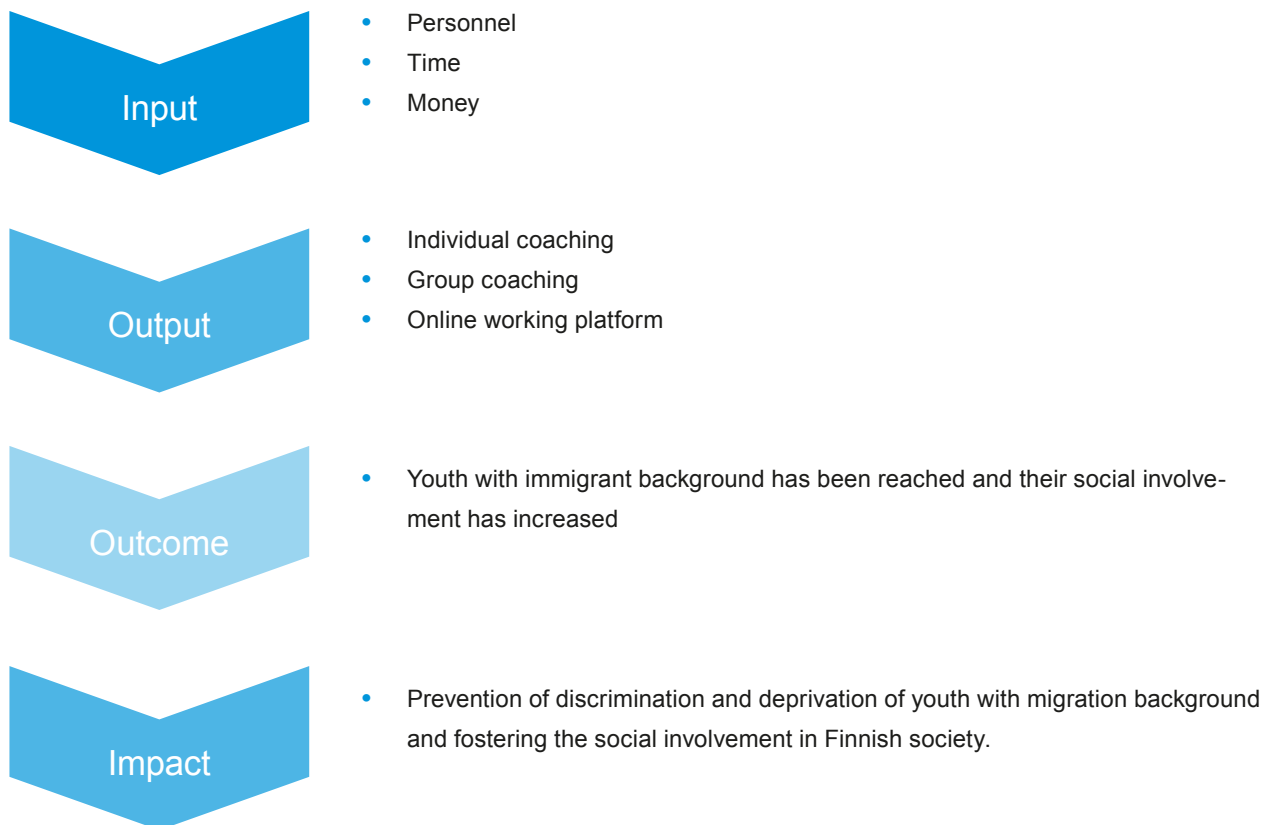 Input
• Personnel
• Time
• Money
Output
• Individual coaching
• Group coaching
• Online working platform
Outcome
• Youth with immigrant background has been reached and their social involve-
ment has increased
Impact
• Prevention of discrimination and deprivation of youth with migration background
and fostering the social involvement in Finnish society.